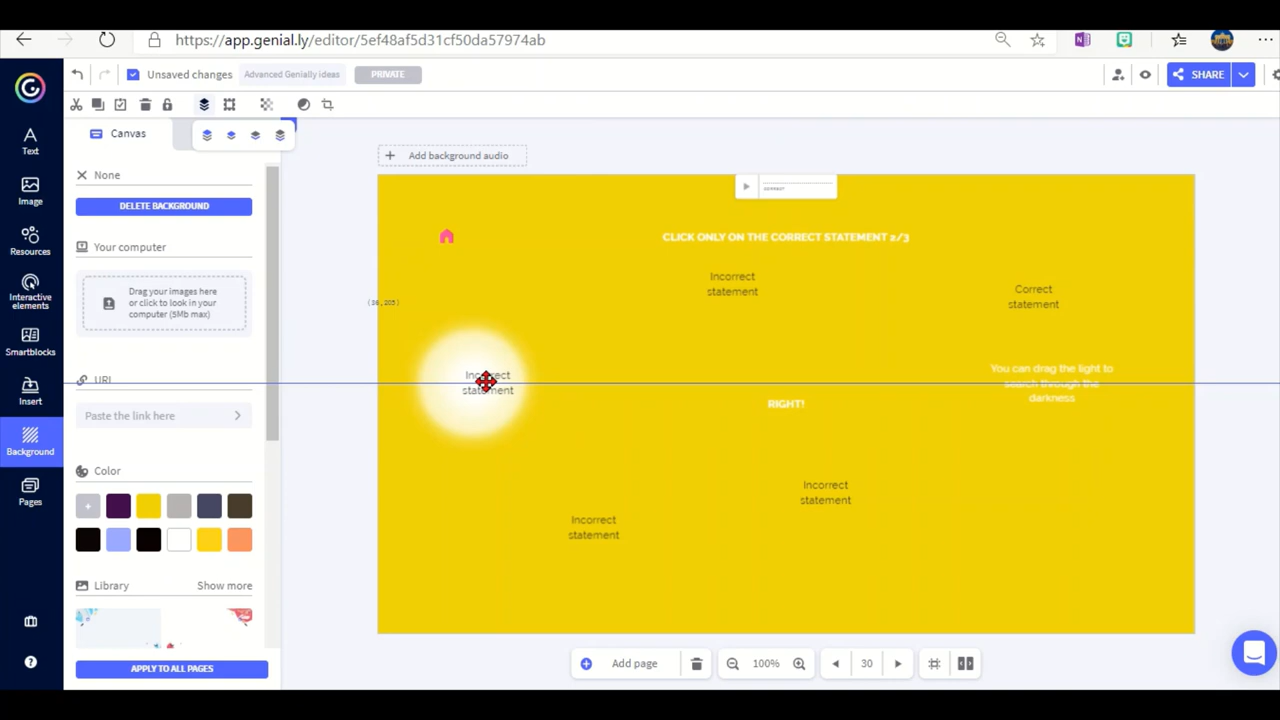 https://app.genial.ly/editor/5ef48af5d31cf50da57974ab
Unsaved changes
Advanced Genially ideas
PRIVATE
SHARE
Canvas
Add background audio
None
DELETE BACKGROUND
Your computer
Drag your images here
or click to look in your
computer (5Mb max)
URL
Paste the link here
Color
Library
Show more
APPLY TO ALL PAGES
Text
Image
Resources
Interactive
elements
Smartblocks
Insert
Background
Pages
CLICK ONLY ON THE CORRECT STATEMENT 2/3
Incorrect
statement
Correct
statement
(36,205)
Incorrect
statement
You can drag the light to
search through the
darkness
RIGHT!
Incorrect
statement
Incorrect
statement
Add page
100%
30